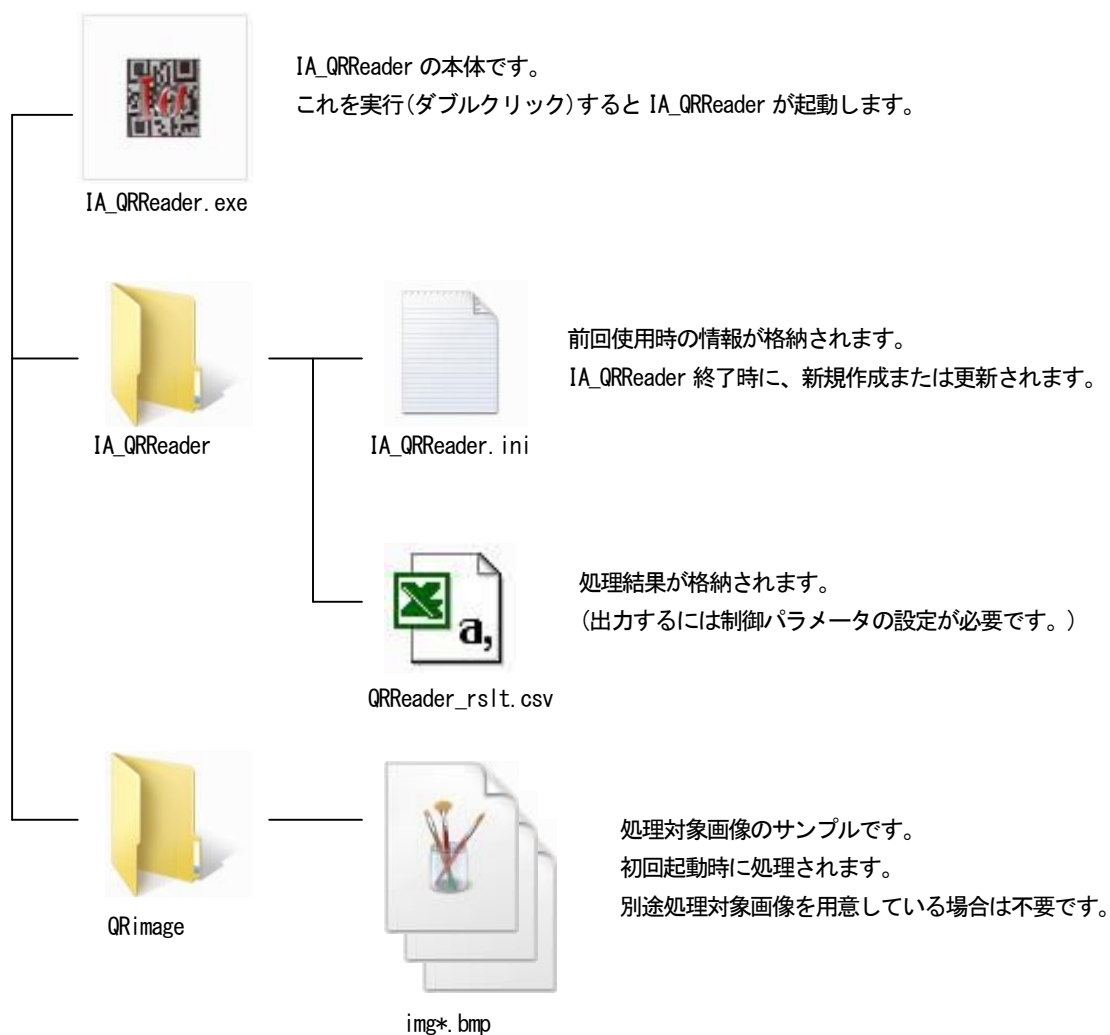 IA_QRReader の本体です。
これを実行(ダブルクリック)すると IA_QRReader が起動します。
IA_QRReader.exe
前回使用時の情報が格納されます。
IA_QRReader 終了時に、新規作成または更新されます。
IA_QRReader
IA_QRReader.ini
処理結果が格納されます。
(出力するには制御パラメータの設定が必要です。)
a,
QRReader_rslt.csv
処理対象画像のサンプルです。
初回起動時に処理されます。
別途処理対象画像を用意している場合は不要です。
QRimage
img*.bmp